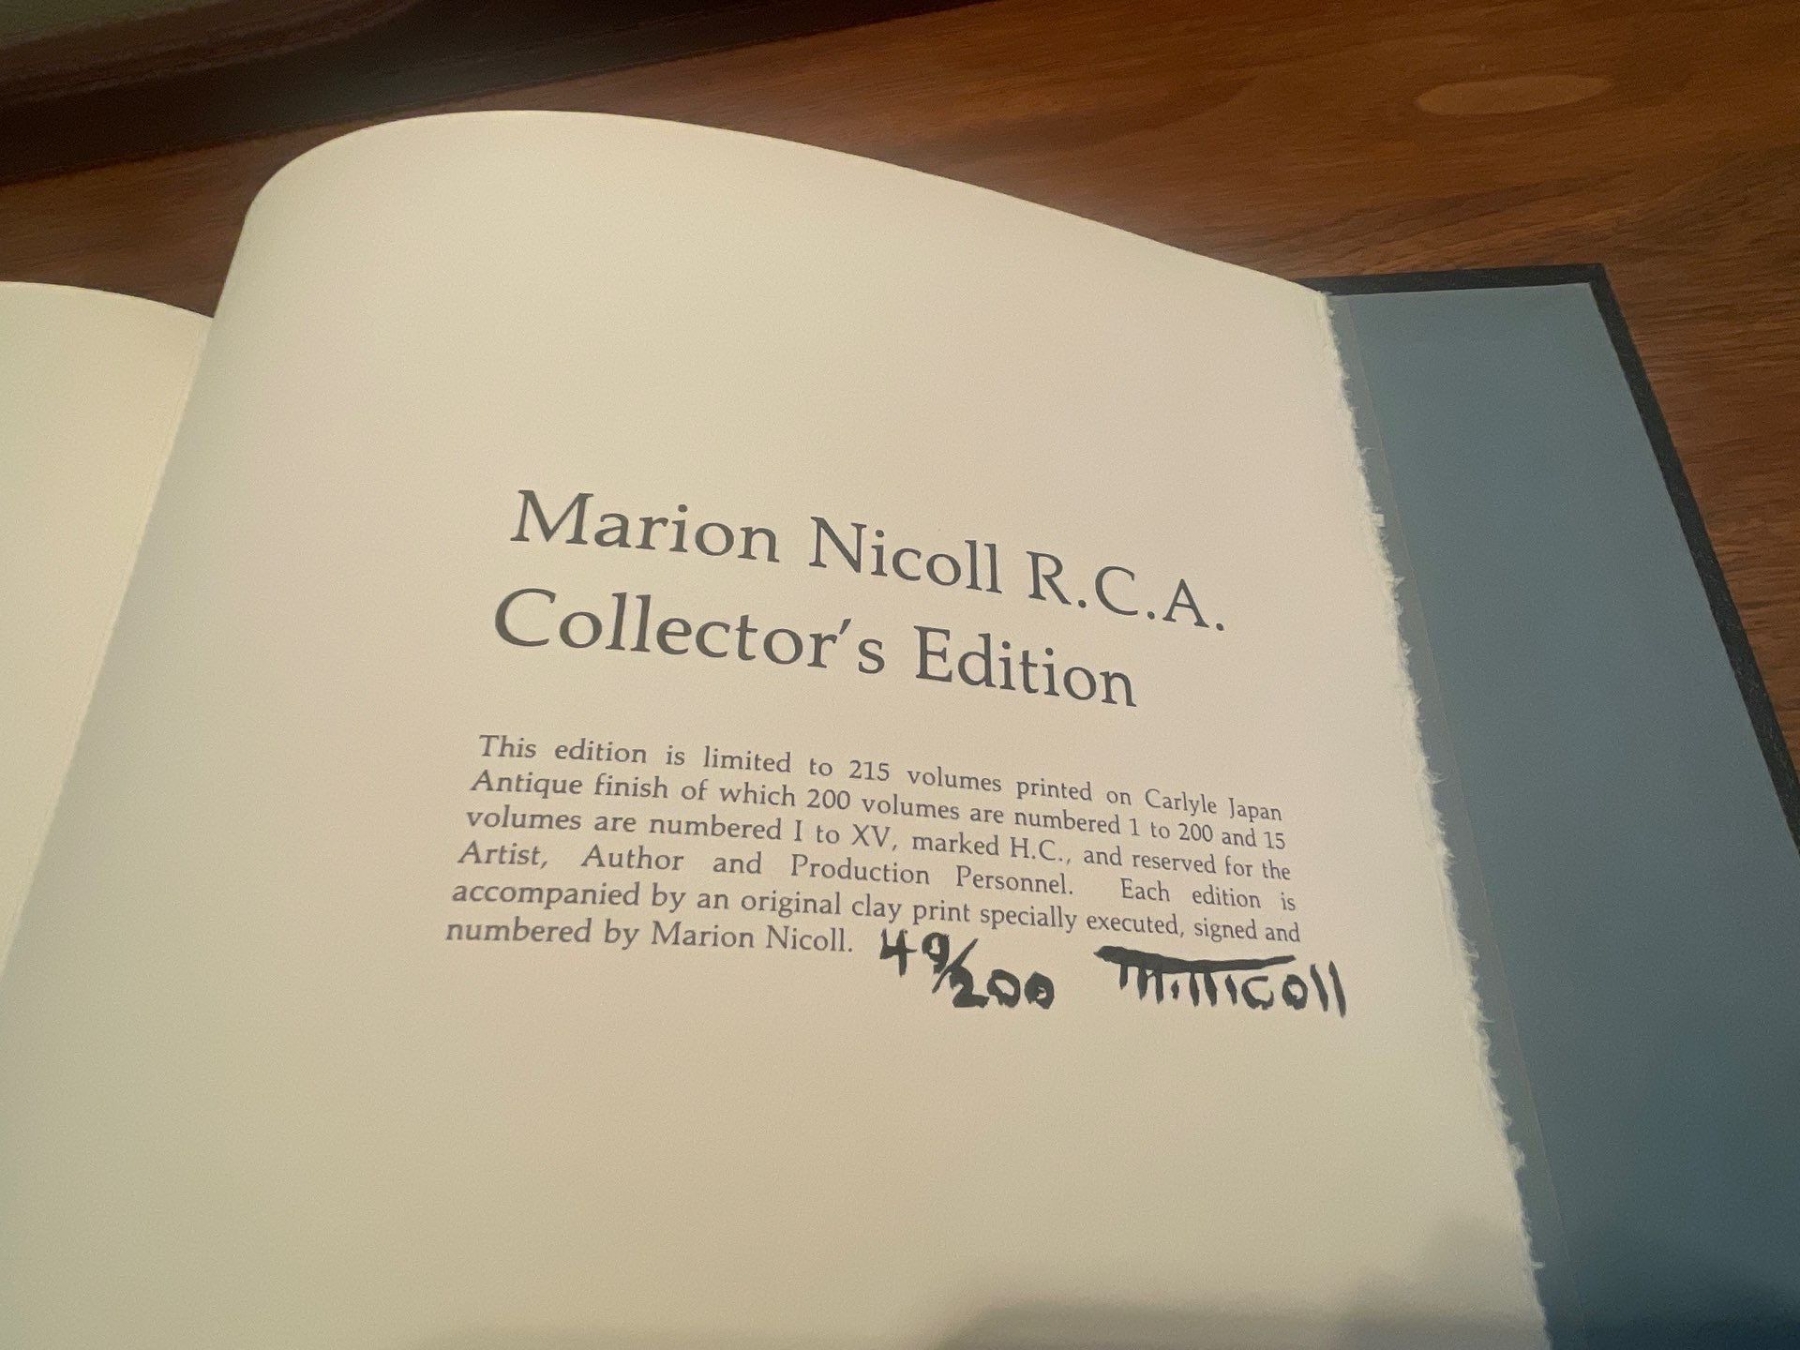 Marion Nicoll R.C.A.
Collector's Edition
This edition is limited to 215 volumes printed on Carlyle Japan
Antique finish of which 200 volumes are numbered 1 to 200 and 15
volumes are numbered I to XV, marked H.C., and reserved for the
Artist, Author and Production Personnel. Each edition is
accompanied by an original clay print specially executed, signed and
numbered by Marion Nicoll. 49/200 M.Nicoll